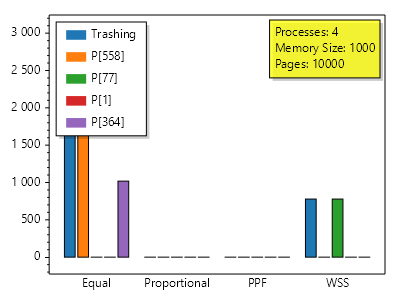 3 000
2 500
2 000
1 500
1 000
500
0
Trashing
P[558]
P[77]
P[1]
P[364]
Processes: 4
Memory Size: 1000
Pages: 10000
Equal Proportional PPF WSS